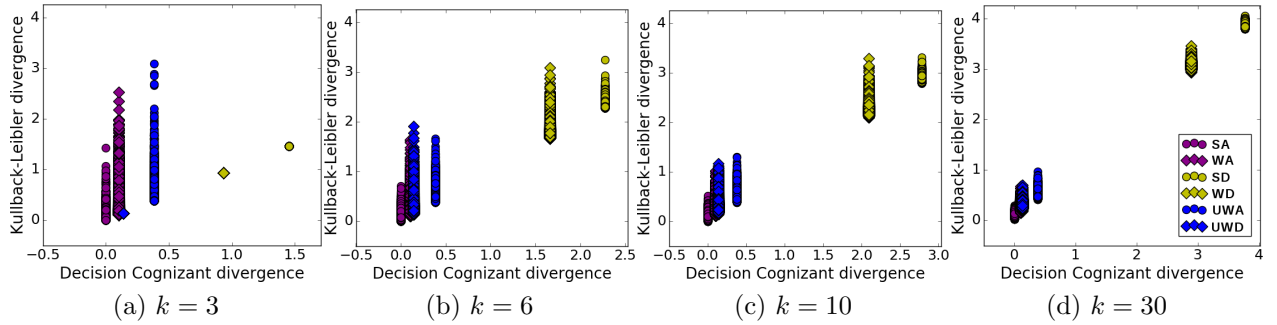 Kullback-Leibler divergence
4
3
2
1
0
−0.5 0.0 0.5 1.0 1.5
Decision Cognizant divergence
(a) k = 3
Kullback-Leibler divergence
4
3
2
1
0
−0.5 0.0 0.5 1.0 1.5 2.0 2.5
Decision Cognizant divergence
(b) k = 6
Kullback-Leibler divergence
4
3
2
1
0
−0.5 0.0 0.5 1.0 1.5 2.0 2.5 3.0
Decision Cognizant divergence
(c) k = 10
Kullback-Leibler divergence
4
3
2
1
0
0 1 2 3 4
Decision Cognizant divergence
SA
WA
SD
WD
UWA
UWD
(d) k = 30